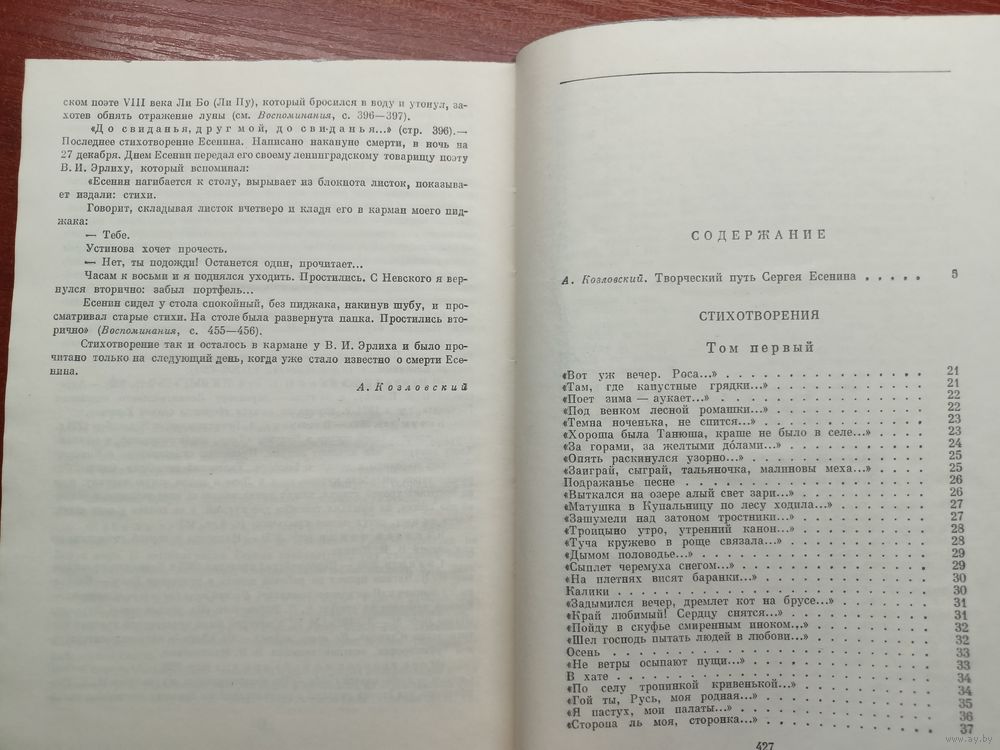 ском поэте VIII века Ли Бо (Ли Пу), который бросился в воду и утонул, за-
хотев обнять отражение луны (см. Воспоминания, с. 396—397).
«До свиданья, друг мой, до сви-данья...» (стр. 396).—
Последнее стихотворение Есенина. Написано накануне смерти, в ночь на
27 декабря. Днем Есенин передал его своему ленинградскому товарищу поэту
В. И. Эрлиху, который вспоминал:
«Есенин нагибается к столу, вырывает из блокнота листок, показыва-
ет издали: стихи.
Говорит, складывая листок вчетверо и кладя его в карман моего пид-
жака:
— Тебе.
Устинова хочет прочесть.
— Нет, ты подожди! Останется один, прочитает...
Часам к восьми и я поднялся уходить. Простились. С Невского я вер-
нулся вторично: забыл портфель...
Есенин сидел у стола спокойный, без пиджака, накинув шубу, и про-
сматривал старые стихи. На столе была развернута папка. Простились вто-
рично» (Воспоминания, с. 455—456).
Стихотворение так и осталось в кармане у В. И. Эрлиха и было про-
читано только на следующий день, когда уже стало известно о смерти Есе-
нина.
А. Козловский
СОДЕРЖАНИЕ
А. Козловский. Творческий путь Сергея Есенина . . . . . 5
СТИХОТВОРЕНИЯ
Том первый
«Вот уж вечер. Роса...» . . . . . 21
«Там, где капустные грядки...» . . . . . 21
«Поет зима — аукает...» . . . . . 22
«Под венком лесной ромашки...» . . . . . 22
«Темна ноченька, не спится...» . . . . . 23
«Хороша была Танюша, краше не было в селе...» . . . . 23
«За горами, за желтыми до́лами...» . . . . . 24
«Опять раскинулся узорно...» . . . . . 25
«Заиграй, сыграй, тальяночка, малиновы меха...» . . . . 25
Подражанье песне . . . . . 26
«Выткался на озере алый свет зари...» . . . . . 26
«Матушка в Купальницу по лесу ходила...» . . . . . 27
«Зашумели над затоном тростники...» . . . . . 27
«Троицыно утро, утренний канон...» . . . . . 28
«Туча кружево в роще связала...» . . . . . 28
«Дымом половодье...» . . . . . 29
«Сыплет черемуха снегом...» . . . . . 29
«На плетнях висят баранки...» . . . . . 30
Калики . . . . . 30
«Задымился вечер, дремлет кот на брусе...» . . . . . 31
«Край любимый! Сердцу снятся...» . . . . . 31
«Пойду в скуфье смиренным иноком...» . . . . . 32
«Шел господь пытать людей в любови...» . . . . . 32
Осень . . . . . 33
«Не ветры осыпают пущи...» . . . . . 33
В хате . . . . . 34
«По селу тропинкой кривенькой...» . . . . . 34
«Гой ты, Русь, моя родная...» . . . . . 35
«Я пастух, мои палаты...» . . . . . 36
«Сторона ль моя, сторонка...» . . . . . 37
427
www.ay.by